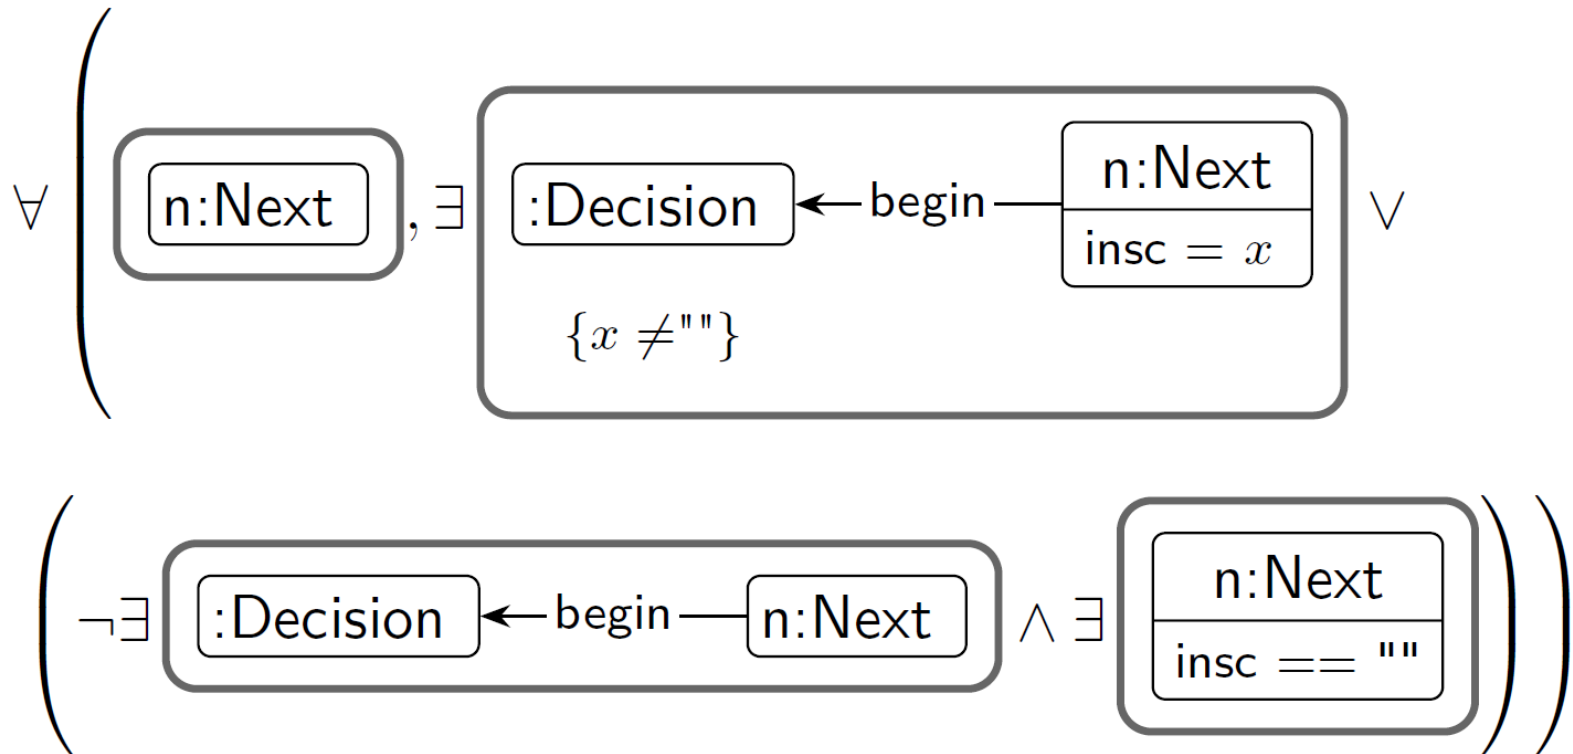 ∀ ( n:Next , ∃ :Decision begin n:Next ∨
insc = x
{x ≠""}
( ¬∃ :Decision begin n:Next ∧ ∃ n:Next ) )
insc == ""